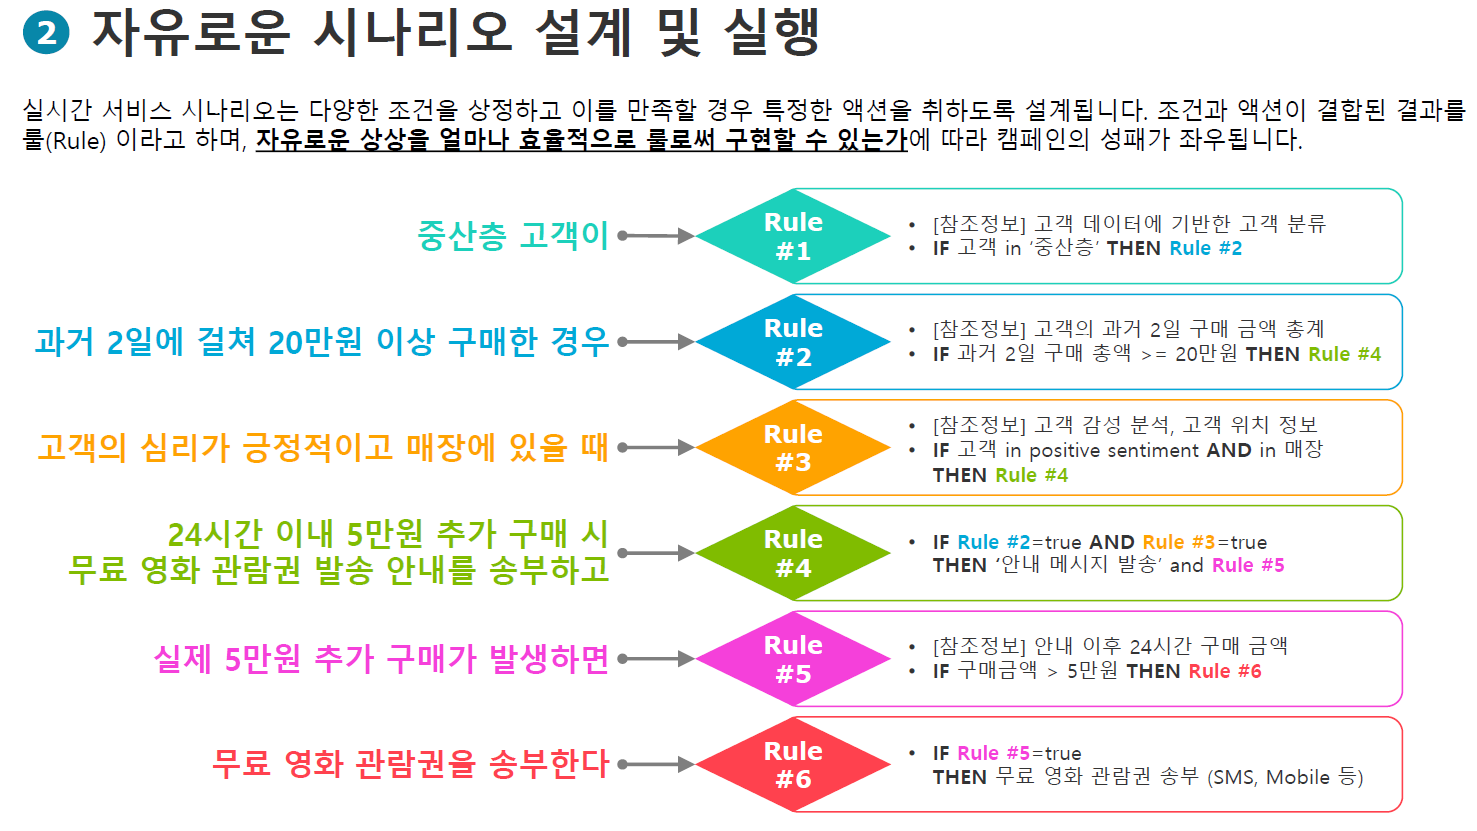 2 자유로운 시나리오 설계 및 실행
실시간 서비스 시나리오는 다양한 조건을 상정하고 이를 만족할 경우 특정한 액션을 취하도록 설계됩니다. 조건과 액션이 결합된 결과를
룰(Rule) 이라고 하며, 자유로운 상상을 얼마나 효율적으로 룰로써 구현할 수 있는가에 따라 캠페인의 성패가 좌우됩니다.
중산층 고객이
Rule
#1
• [참조정보] 고객 데이터에 기반한 고객 분류
• IF 고객 in ‘중산층’ THEN Rule #2
과거 2일에 걸쳐 20만원 이상 구매한 경우
Rule
#2
• [참조정보] 고객의 과거 2일 구매 금액 총계
• IF 과거 2일 구매 총액 >= 20만원 THEN Rule #4
고객의 심리가 긍정적이고 매장에 있을 때
Rule
#3
• [참조정보] 고객 감성 분석, 고객 위치 정보
• IF 고객 in positive sentiment AND in 매장
THEN Rule #4
24시간 이내 5만원 추가 구매 시
무료 영화 관람권 발송 안내를 송부하고
Rule
#4
• IF Rule #2=true AND Rule #3=true
THEN ‘안내 메시지 발송’ and Rule #5
실제 5만원 추가 구매가 발생하면
Rule
#5
• [참조정보] 안내 이후 24시간 구매 금액
• IF 구매금액 > 5만원 THEN Rule #6
무료 영화 관람권을 송부한다
Rule
#6
• IF Rule #5=true
THEN 무료 영화 관람권 송부 (SMS, Mobile 등)